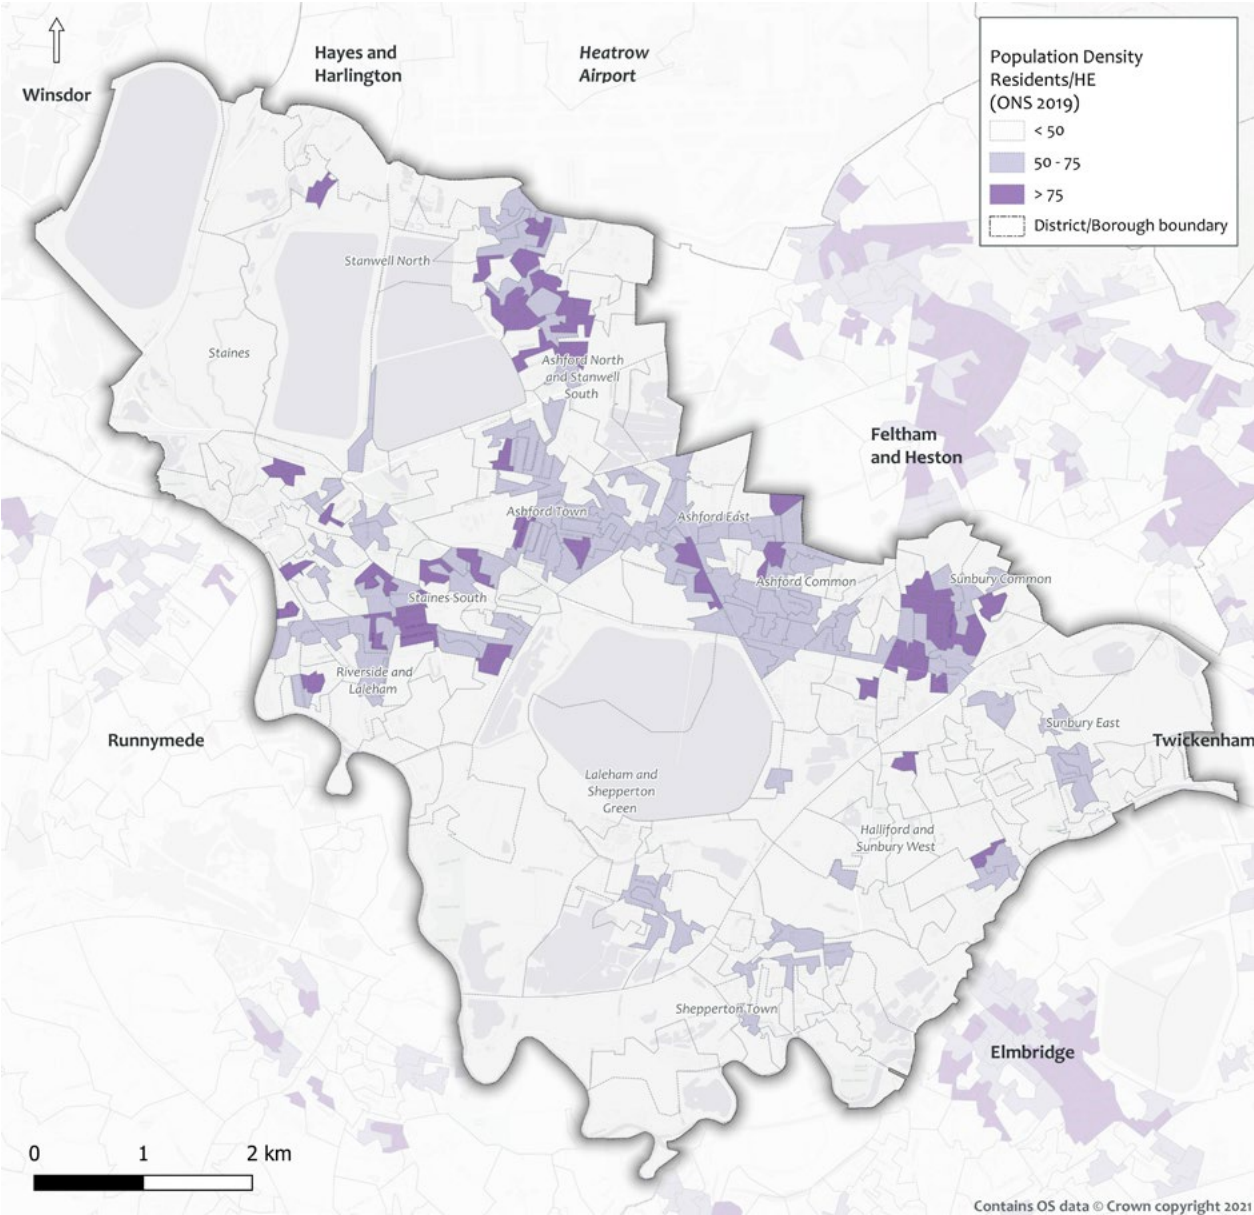 Hayes and
Harlington
Heatrow
Airport
Winsdor
Population Density
Residents/HE
(ONS 2019)
< 50
50 - 75
> 75
District/Borough boundary
Stanwell North
Staines
Ashford North
and Stanwell
South
Feltham
and Heston
Ashford Town
Ashford East
Ashford Common
Sunbury Common
Staines South
Riverside and
Laleham
Runnymede
Sunbury East
Twickenham
Laleham and
Shepperton
Green
Halliford and
Sunbury West
Shepperton Town
Elmbridge
0 1 2 km
Contains OS data © Crown copyright 2021